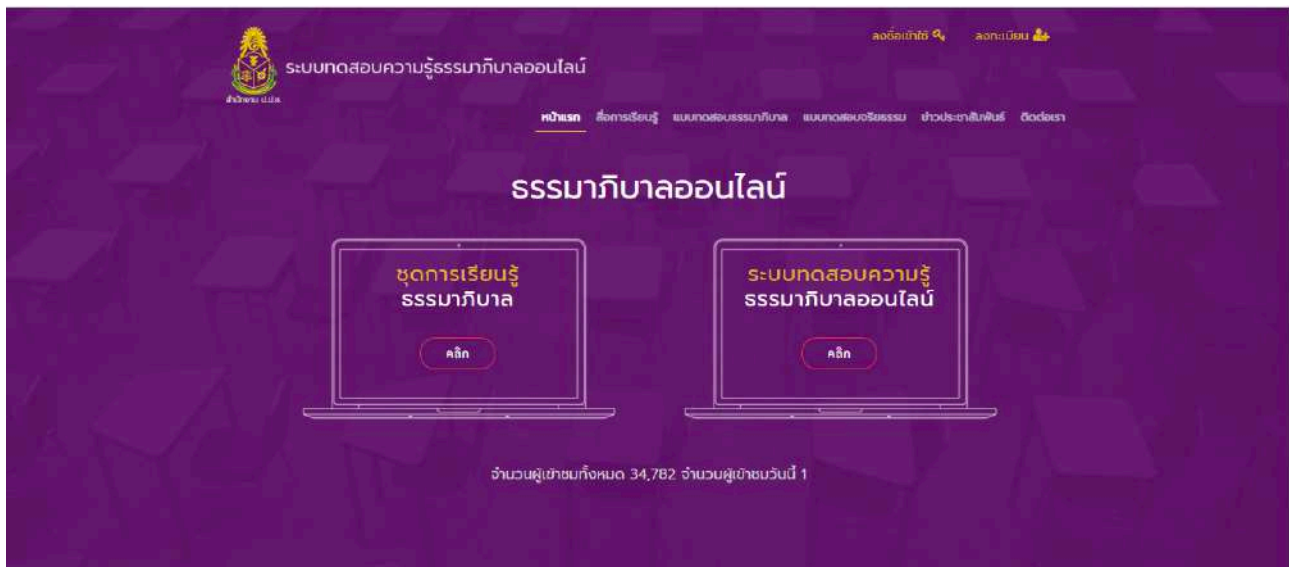 ลงชื่อเข้าใช้ ลงทะเบียน
ระบบทดสอบความรู้ธรรมาภิบาลออนไลน์
สำนักงาน ป.ป.ส.
หน้าแรก สื่อการเรียนรู้ แบบทดสอบธรรมาภิบาล แบบทดสอบจริยธรรม ข่าวประชาสัมพันธ์ ติดต่อเรา
ธรรมาภิบาลออนไลน์
ชุดการเรียนรู้
ธรรมาภิบาล
คลิก
ระบบทดสอบความรู้
ธรรมาภิบาลออนไลน์
คลิก
จำนวนผู้เข้าชมทั้งหมด 34,782 จำนวนผู้เข้าชมวันนี้ 1